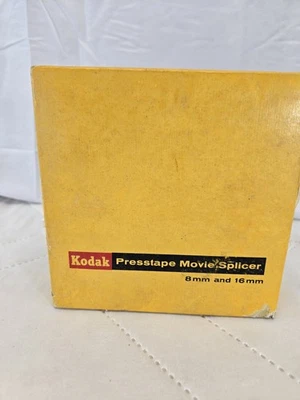 Kodak Presstape Movie Splicer
8mm and 16mm